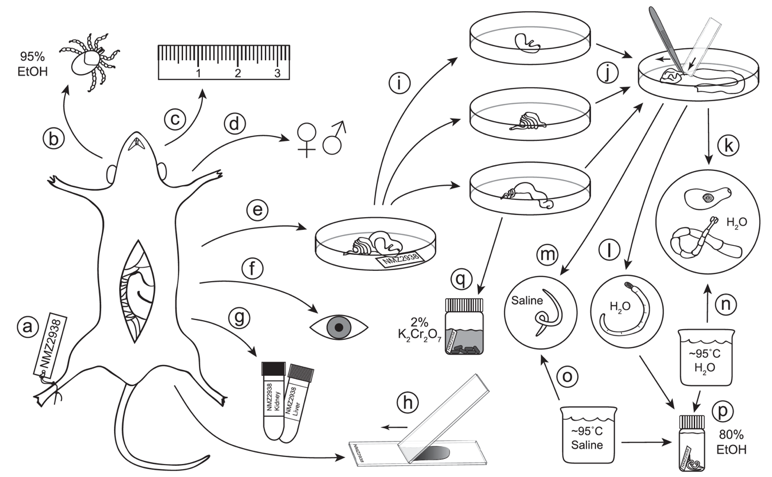 95%
EtOH
b
c
1 2 3
d
i
j
k
H₂O
e
NMZ2938
f
a
NMZ2938
g
NMZ2938
Kidney
NMZ2938
Liver
h
NMZ2938
q
2%
K₂Cr₂O₇
m
Saline
l
H₂O
n
~95˚C
H₂O
o
~95˚C
Saline
p
80%
EtOH